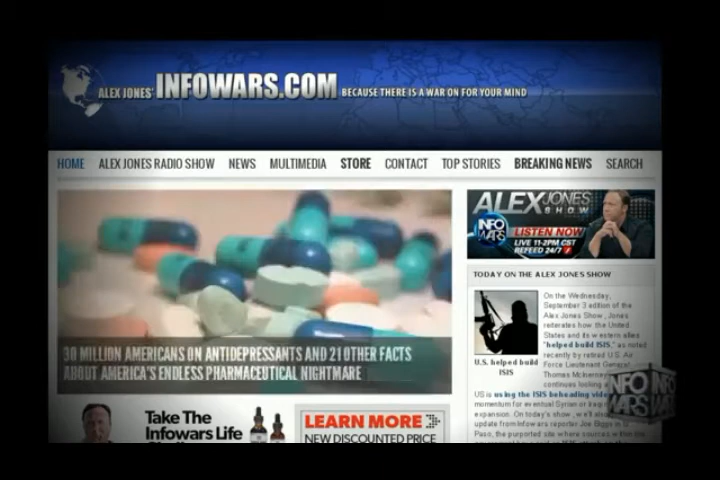 ALEX JONES' INFOWARS.COM BECAUSE THERE IS A WAR ON FOR YOUR MIND
HOME ALEX JONES RADIO SHOW NEWS MULTIMEDIA STORE CONTACT TOP STORIES BREAKING NEWS SEARCH
30 MILLION AMERICANS ON ANTIDEPRESSANTS AND 21 OTHER FACTS
ABOUT AMERICA'S ENDLESS PHARMACEUTICAL NIGHTMARE
Take The
Infowars Life
LEARN MORE
NEW DISCOUNTED PRICE
ALEX JONES
SHOW
INFO
WARS
LISTEN NOW
LIVE 11-2PM CST
REFEED 24/7
TODAY ON THE ALEX JONES SHOW
U.S. helped build
ISIS
On the Wednesday,
September 3 edition of the
Alex Jones Show, Jones
reiterates how the United
States and its western allies
"helped build ISIS," as noted
recently by retired U.S. Air
Force Lieutenant General
Thomas McInerney
continues looking
US is using the ISIS beheading video
momentum for eventual Syrian or
expansion. On today's show, we'll
update from Infowars reporter Joe Biggs in
Paso, the purported site where sources within
INFO INFO
WARS WAR